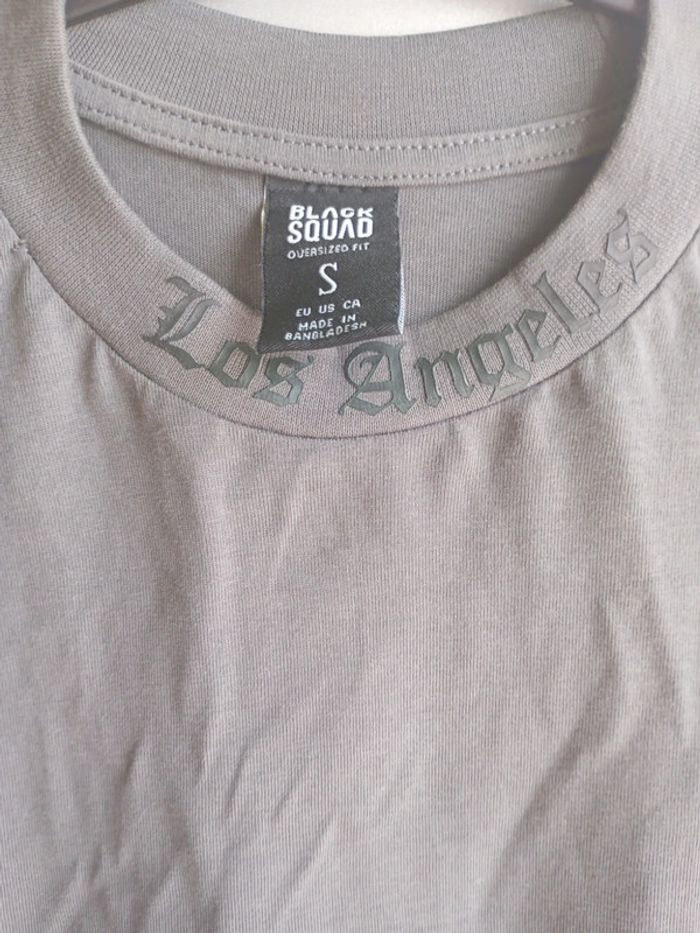 BLACK
SQUAD
OVERSIZED FIT
S
EU US CA
MADE IN
BANGLADESH
Los Angeles